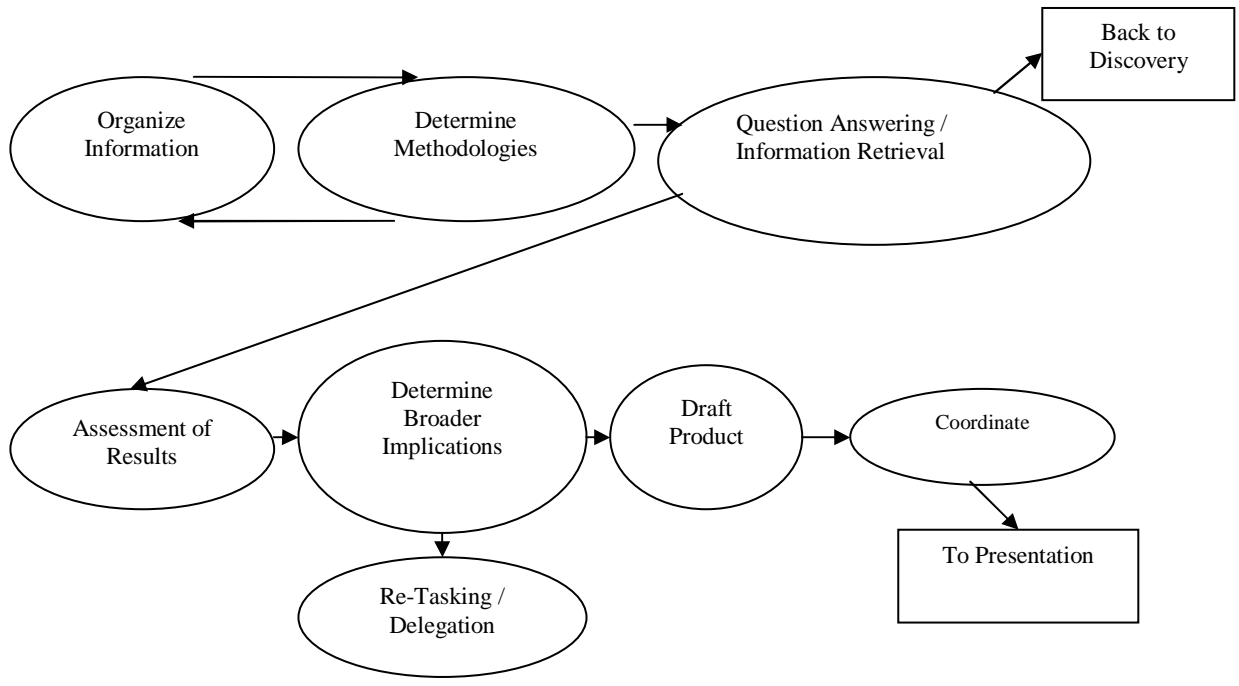 Back to
Discovery
Organize
Information
Determine
Methodologies
Question Answering /
Information Retrieval
Assessment of
Results
Determine
Broader
Implications
Draft
Product
Coordinate
To Presentation
Re-Tasking /
Delegation